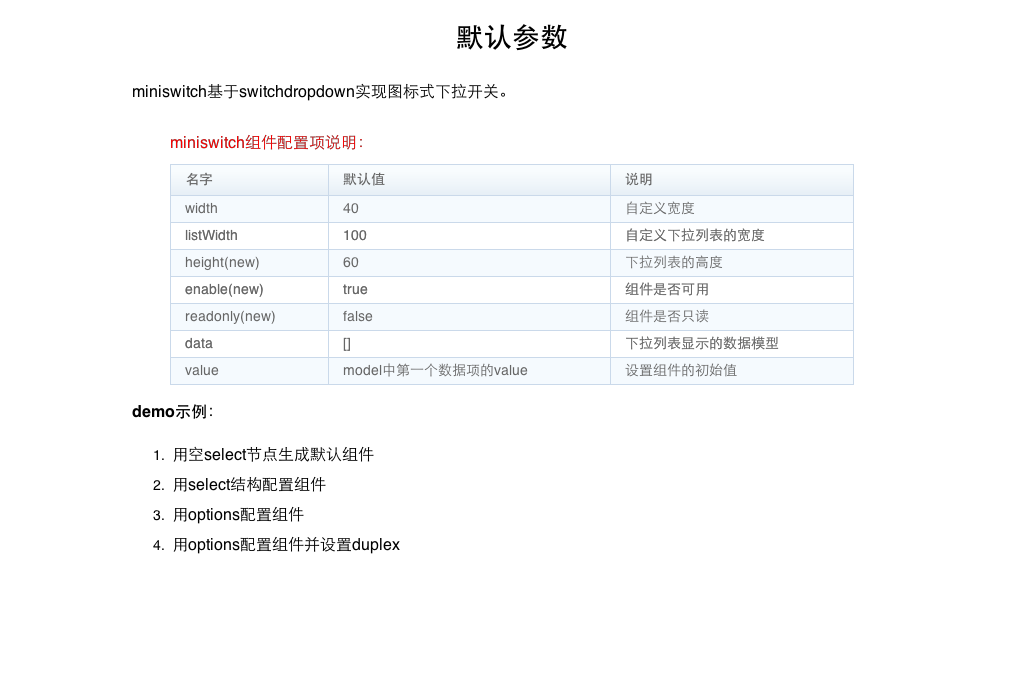 默认参数
miniswitch基于switchdropdown实现图标式下拉开关。
miniswitch组件配置项说明：
名字 默认值 说明
width 40 自定义宽度
listWidth 100 自定义下拉列表的宽度
height(new) 60 下拉列表的高度
enable(new) true 组件是否可用
readonly(new) false 组件是否只读
data [] 下拉列表显示的数据模型
value model中第一个数据项的value 设置组件的初始值
demo示例：
1. 用空select节点生成默认组件
2. 用select结构配置组件
3. 用options配置组件
4. 用options配置组件并设置duplex